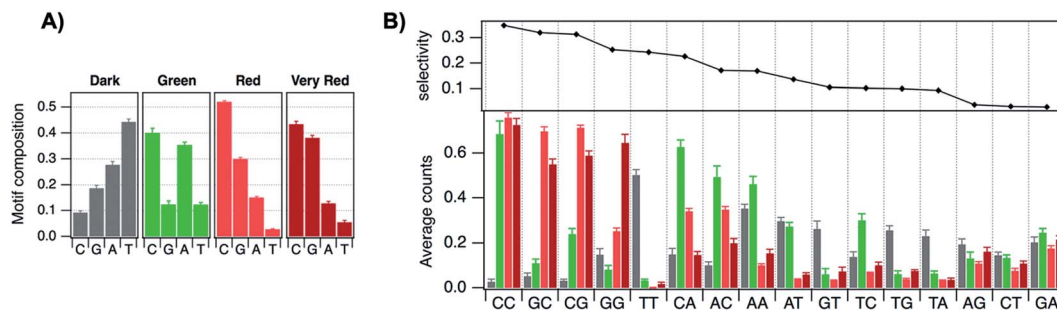 A)
Dark Green Red Very Red
Motif composition
0.5
0.4
0.3
0.2
0.1
0.0
C G A T C G A T C G A T C G A T
B)
selectivity
0.3
0.2
0.1
Average counts
0.6
0.4
0.2
0.0
CC GC CG GG TT CA AC AA AT GT TC TG TA AG CT GA